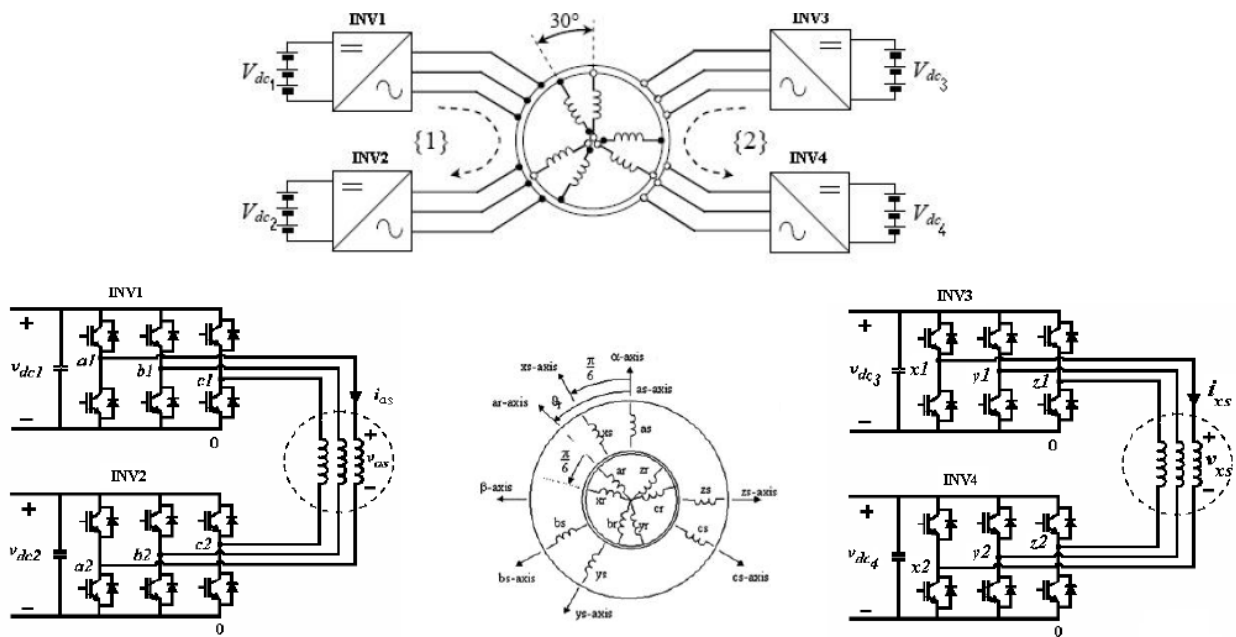 INV1
30°
INV3
V_dc1
V_dc3
{1}
{2}
INV2
INV4
V_dc2
V_dc4
INV1
+
v_dc1
−
a1
b1
c1
0
i_as
+
v_as
−
INV2
+
v_dc2
−
a2
b2
c2
0
α-axis
xs-axis
π/6
as-axis
ar-axis
θ_r
xs
as
π/6
ar
zr
β-axis
xr
cr
zs
zs-axis
br
yr
bs
cs
bs-axis
ys
cs-axis
ys-axis
INV3
+
v_dc3
−
x1
y1
z1
0
i_xs
+
v_xs
−
INV4
+
v_dc4
−
x2
y2
z2
0